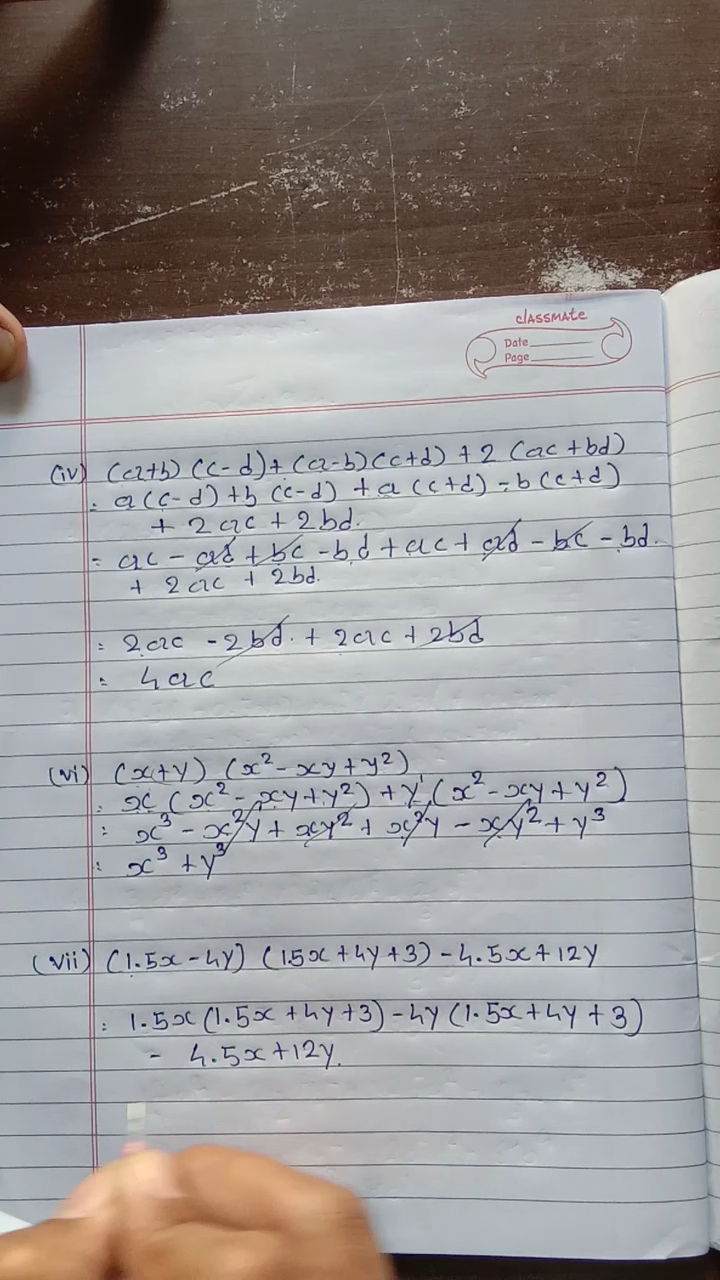 classmate
Date
Page
(iv) (a+b) (c-d)+(a-b)(c+d) +2 (ac+bd)
= a(c-d)+b (c-d) +a (c+d) -b(c+d)
+ 2ac + 2bd.
= ac - ad + bc - bd + ac + ad - bc - bd.
+ 2ac + 2bd.
= 2ac - 2bd. + 2ac + 2bd
= 4ac
(vi) (x+y) (x²-xy+y²)
= x (x²-xy+y²) + y (x²-xy+y²)
= x³ - x²y + xy² + x²y - xy² + y³
= x³ + y³
(vii) (1.5x-4y) (1.5x+4y+3) - 4.5x+12y
= 1.5x(1.5x+4y+3)-4y (1.5x+4y+3)
- 4.5x+12y.